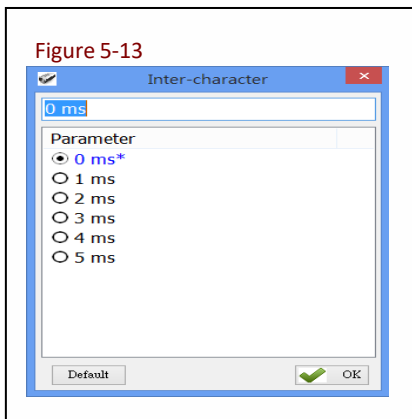 Figure 5-13
Inter-character
0 ms
Parameter
0 ms*
1 ms
2 ms
3 ms
4 ms
5 ms
Default OK